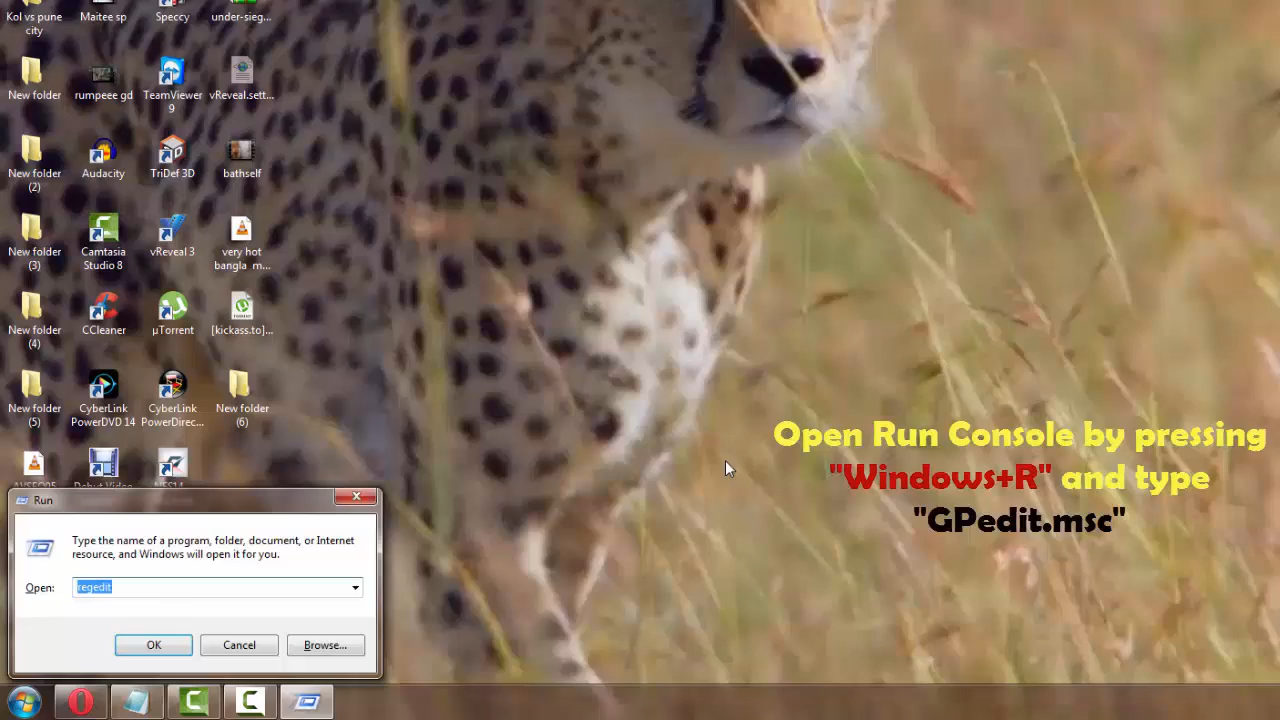 Kol vs pune
city
Maitee sp
Speccy
under-sieg...
New folder
rumpeee gd
TeamViewer
9
vReveal.sett...
New folder
(2)
Audacity
TriDef 3D
bathself
New folder
(3)
Camtasia
Studio 8
vReveal 3
very hot
bangla m...
New folder
(4)
CCleaner
µTorrent
[kickass.to]...
New folder
(5)
CyberLink
PowerDVD 14
CyberLink
PowerDirec...
New folder
(6)
AVSEQ05
Debut Video
NFS14
Open Run Console by pressing
"Windows+R" and type
"GPedit.msc"
Run
Type the name of a program, folder, document, or Internet
resource, and Windows will open it for you.
Open: regedit
OK Cancel Browse...